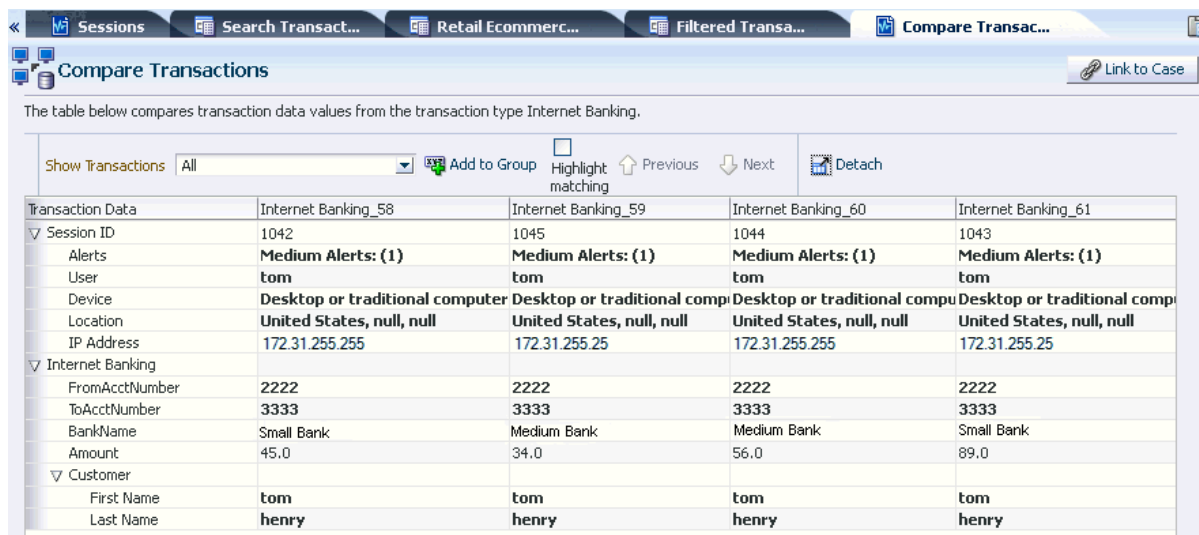 « Sessions Search Transact... Retail Ecommerc... Filtered Transa... Compare Transac...
Compare Transactions Link to Case
The table below compares transaction data values from the transaction type Internet Banking.
Show Transactions All Add to Group Highlight matching Previous Next Detach
Transaction Data Internet Banking_58 Internet Banking_59 Internet Banking_60 Internet Banking_61
Session ID 1042 1045 1044 1043
Alerts Medium Alerts: (1) Medium Alerts: (1) Medium Alerts: (1) Medium Alerts: (1)
User tom tom tom tom
Device Desktop or traditional computer Desktop or traditional compu Desktop or traditional compu Desktop or traditional compu
Location United States, null, null United States, null, null United States, null, null United States, null, null
IP Address 172.31.255.255 172.31.255.25 172.31.255.255 172.31.255.25
Internet Banking
FromAcctNumber 2222 2222 2222 2222
ToAcctNumber 3333 3333 3333 3333
BankName Small Bank Medium Bank Medium Bank Small Bank
Amount 45.0 34.0 56.0 89.0
Customer
First Name tom tom tom tom
Last Name henry henry henry henry